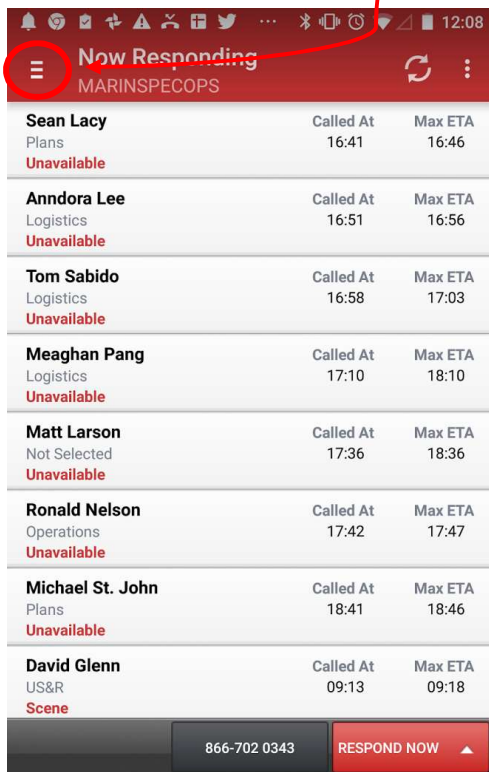 12:08
Now Responding
MARINSPECOPS
Sean Lacy Called At Max ETA
Plans 16:41 16:46
Unavailable
Anndora Lee Called At Max ETA
Logistics 16:51 16:56
Unavailable
Tom Sabido Called At Max ETA
Logistics 16:58 17:03
Unavailable
Meaghan Pang Called At Max ETA
Logistics 17:10 18:10
Unavailable
Matt Larson Called At Max ETA
Not Selected 17:36 18:36
Unavailable
Ronald Nelson Called At Max ETA
Operations 17:42 17:47
Unavailable
Michael St. John Called At Max ETA
Plans 18:41 18:46
Unavailable
David Glenn Called At Max ETA
US&R 09:13 09:18
Scene
866-702 0343 RESPOND NOW